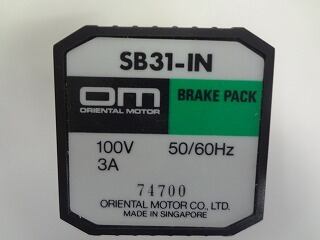 SB31-IN
OM BRAKE PACK
ORIENTAL MOTOR
100V 50/60Hz
3A
74700
ORIENTAL MOTOR CO., LTD.
MADE IN SINGAPORE